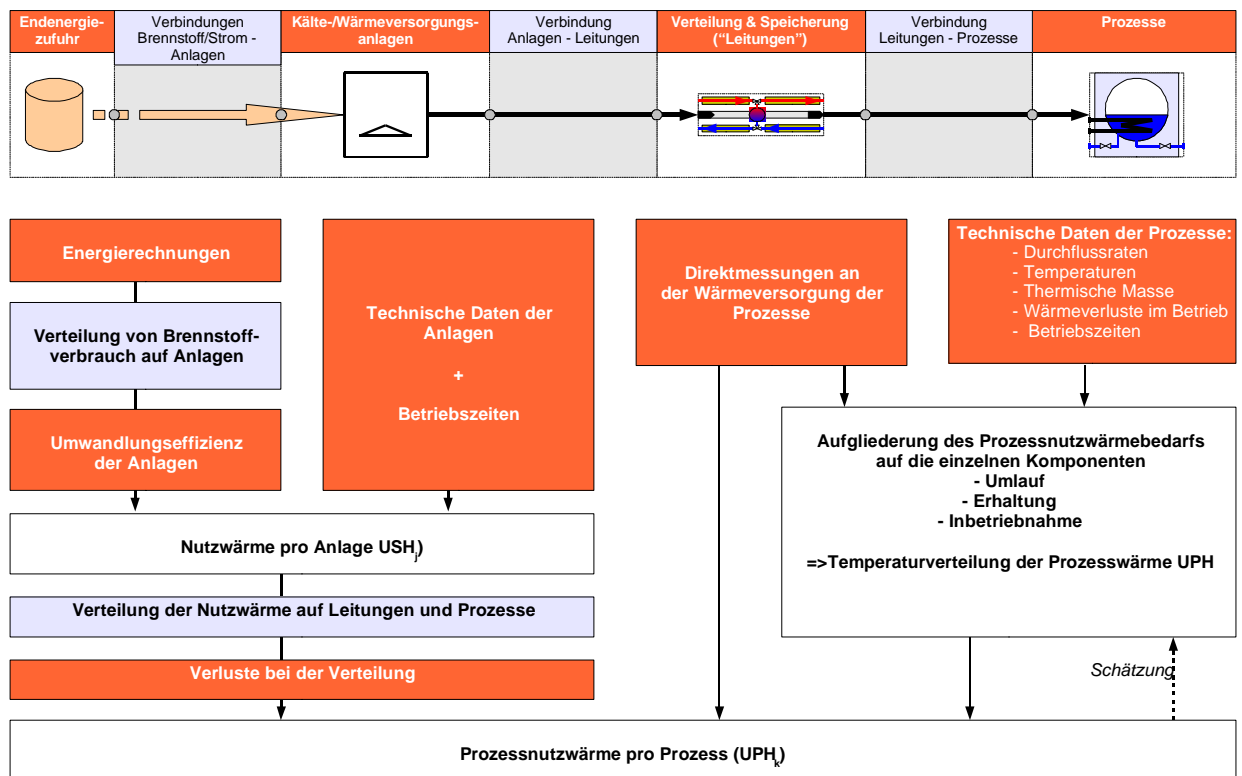 Endenergie-
zufuhr
Verbindungen
Brennstoff/Strom -
Anlagen
Kälte-/Wärmeversorgungs-
anlagen
Verbindung
Anlagen - Leitungen
Verteilung & Speicherung
(“Leitungen”)
Verbindung
Leitungen - Prozesse
Prozesse
Energierechnungen
Verteilung von Brennstoff-
verbrauch auf Anlagen
Umwandlungseffizienz
der Anlagen
Technische Daten der
Anlagen
+
Betriebszeiten
Direktmessungen an
der Wärmeversorgung der
Prozesse
Technische Daten der Prozesse:
- Durchflussraten
- Temperaturen
- Thermische Masse
- Wärmeverluste im Betrieb
- Betriebszeiten
Aufgliederung des Prozessnutzwärmebedarfs
auf die einzelnen Komponenten
- Umlauf
- Erhaltung
- Inbetriebnahme
=>Temperaturverteilung der Prozesswärme UPH
Nutzwärme pro Anlage USHj)
Verteilung der Nutzwärme auf Leitungen und Prozesse
Verluste bei der Verteilung
Schätzung
Prozessnutzwärme pro Prozess (UPHk)